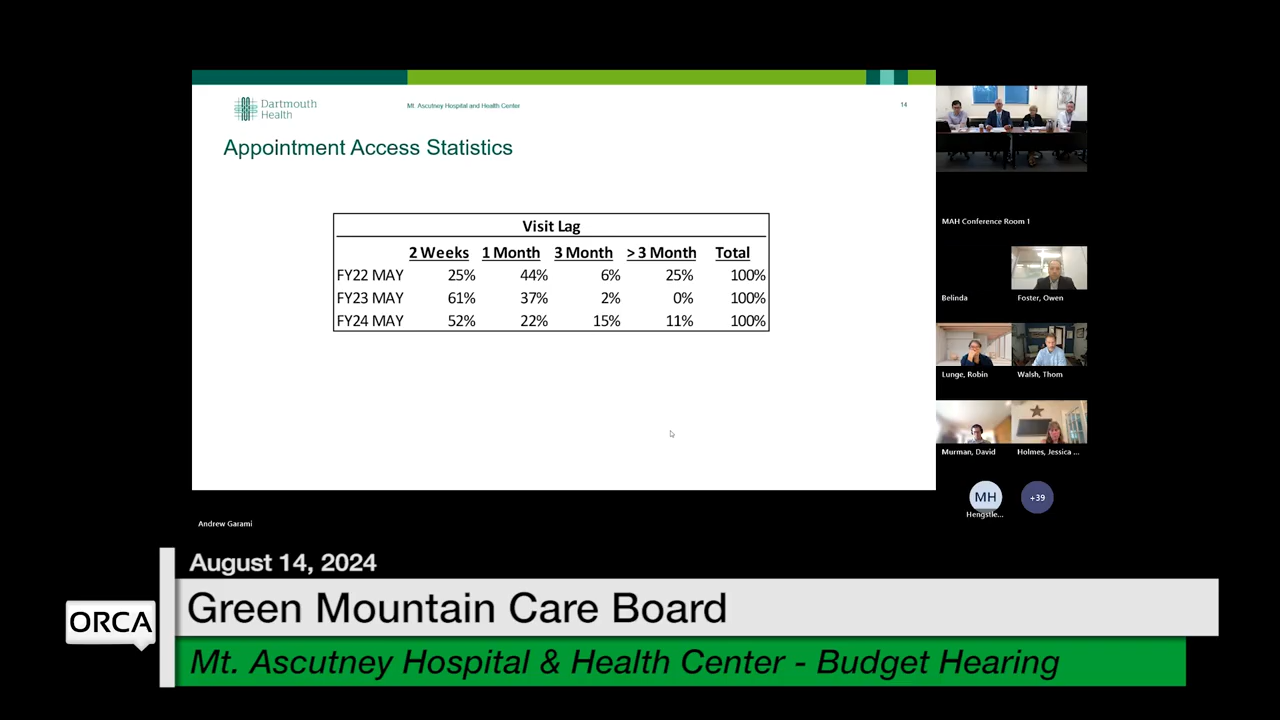 Dartmouth
Health
Mt. Ascutney Hospital and Health Center
14
Appointment Access Statistics
Visit Lag
2 Weeks 1 Month 3 Month > 3 Month Total
FY22 MAY 25% 44% 6% 25% 100%
FY23 MAY 61% 37% 2% 0% 100%
FY24 MAY 52% 22% 15% 11% 100%
MAH Conference Room 1
Belinda
Foster, Owen
Lunge, Robin
Walsh, Thom
Murman, David
Holmes, Jessica ...
MH
+39
Hengstle...
Andrew Garami
August 14, 2024
ORCA
Green Mountain Care Board
Mt. Ascutney Hospital & Health Center - Budget Hearing